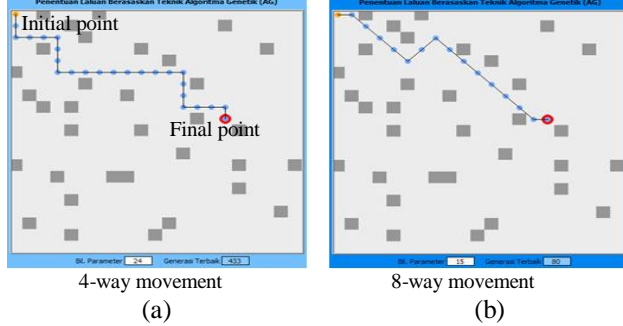 Penentuan Laluan Berasaskan Teknik Algoritma Genetik (AG)
Initial point
Final point
Bil. Parameter 24 Generasi Terbaik 433
4-way movement
(a)
Penentuan Laluan Berasaskan Teknik Algoritma Genetik (AG)
Bil. Parameter 15 Generasi Terbaik 80
8-way movement
(b)